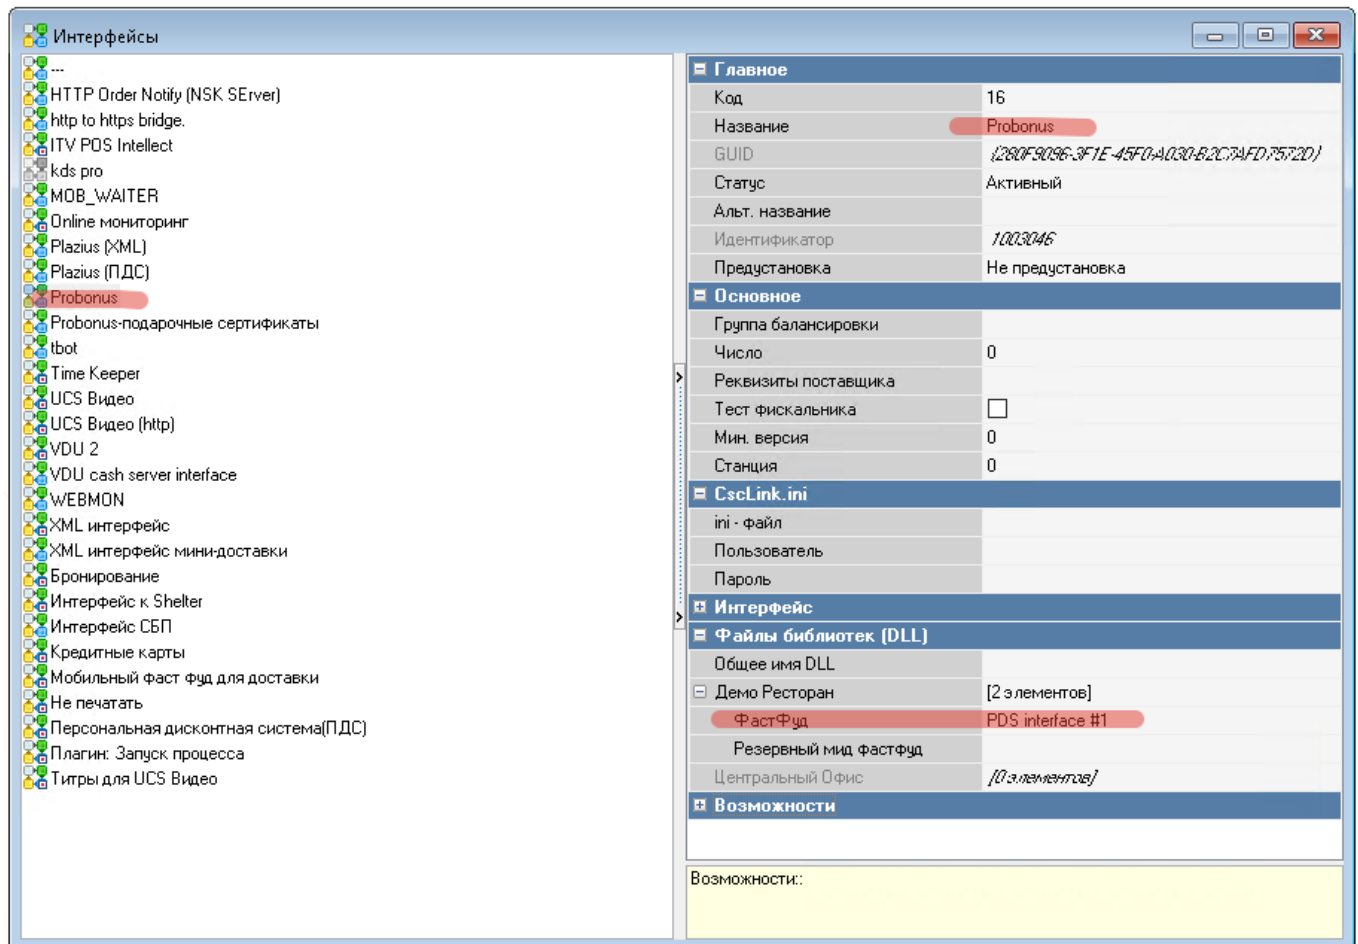 Интерфейсы
---
HTTP Order Notify (NSK SErver)
http to https bridge.
ITV POS Intellect
kds pro
MOB_WAITER
Online мониторинг
Plazius (XML)
Plazius (ПДС)
Probonus
Probonus-подарочные сертификаты
tbot
Time Keeper
UCS Видео
UCS Видео (http)
VDU 2
VDU cash server interface
WEBMON
XML интерфейс
XML интерфейс мини-доставки
Бронирование
Интерфейс к Shelter
Интерфейс СБП
Кредитные карты
Мобильный фаст фуд для доставки
Не печатать
Персональная дисконтная система(ПДС)
Плагин: Запуск процесса
Титры для UCS Видео
Главное
Код 16
Название Probonus
GUID {280F9096-3F1E-45F0-A030-B2C7AFD7572D}
Статус Активный
Альт. название
Идентификатор 1003046
Предустановка Не предустановка
Основное
Группа балансировки
Число 0
Реквизиты поставщика
Тест фискальника
Мин. версия 0
Станция 0
CscLink.ini
ini - файл
Пользователь
Пароль
Интерфейс
Файлы библиотек (DLL)
Общее имя DLL
Демо Ресторан [2 элементов]
ФастФуд PDS interface #1
Резервный мид фастфуд
Центральный Офис [0 элементов]
Возможности
Возможности::